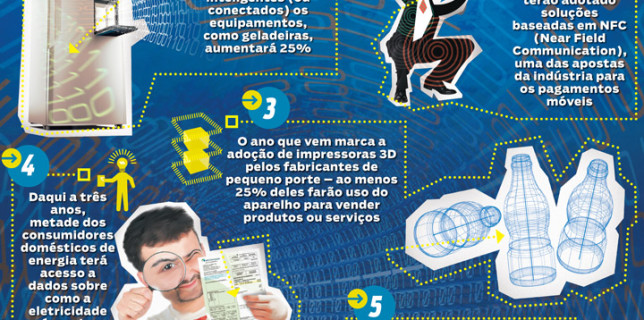 inteligentes (ou
conectados) os
equipamentos,
como geladeiras,
aumentará 25%
terão adotado
soluções
baseadas em NFC
(Near Field
Communication),
uma das apostas
da indústria para
os pagamentos
móveis
3
O ano que vem marca a
adoção de impressoras 3D
pelos fabricantes de
pequeno porte — ao menos
25% deles farão uso do
aparelho para vender
produtos ou serviços
4
Daqui a três
anos,
metade dos
consumidores
domésticos de
energia terá
acesso a
dados sobre
como a
eletricidade
5